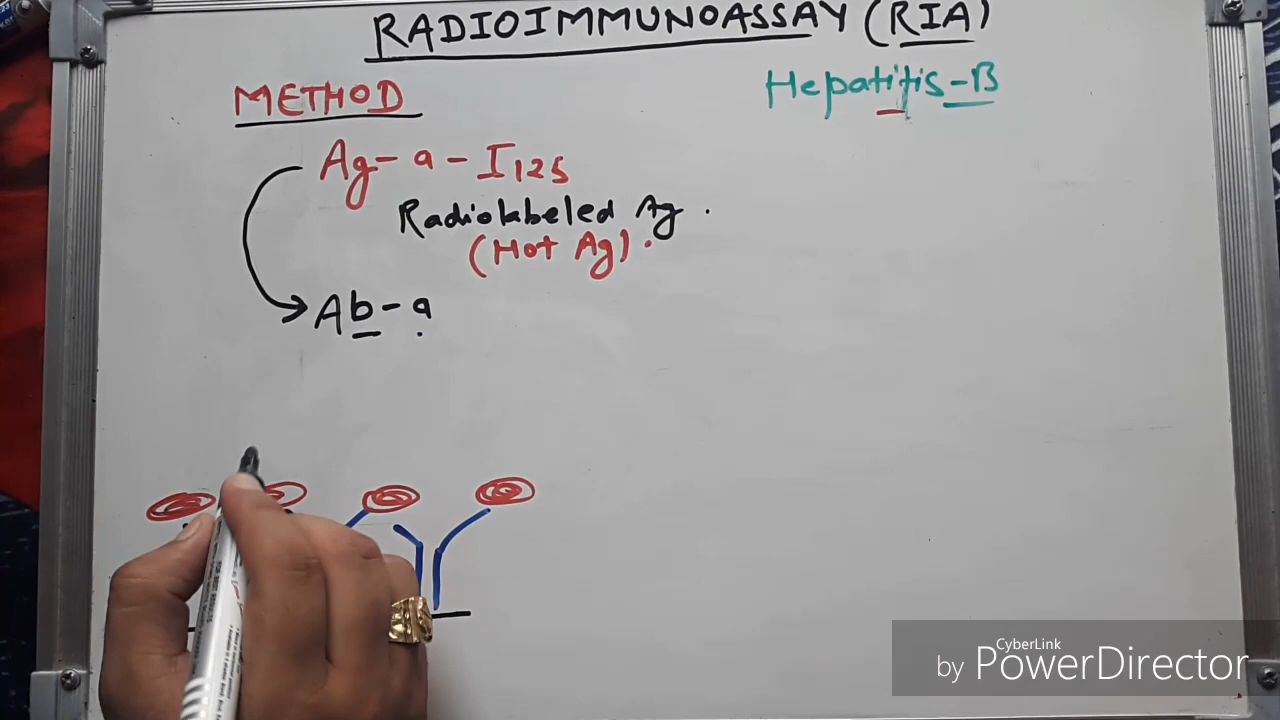 RADIOIMMUNOASSAY (RIA)
Hepatitis-B
METHOD
Ag-a-I125
Radiolabeled Ag.
(Hot Ag).
Ab-a
CyberLink
by PowerDirector